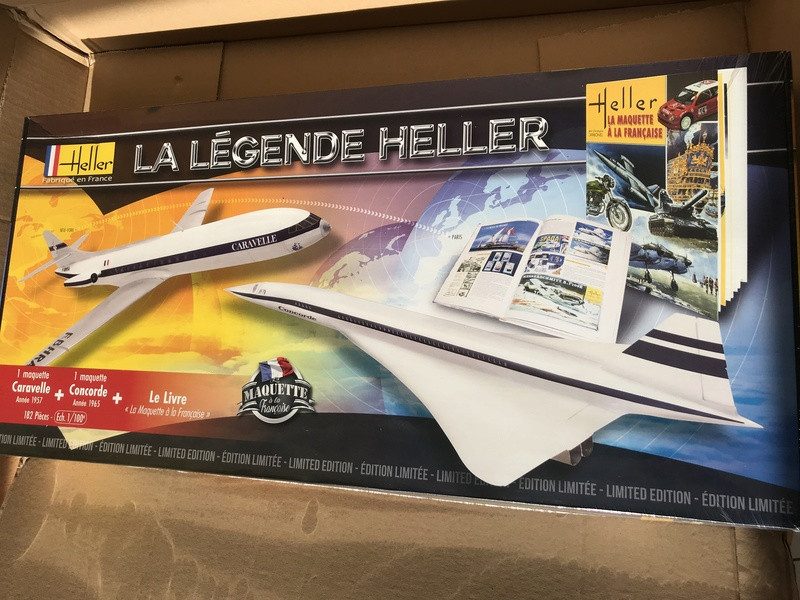 Heller
Fabriqué en France
LA LÉGENDE HELLER
Heller
LA MAQUETTE
À LA FRANÇAISE
CARAVELLE
PARIS
Concorde
1 maquette
Caravelle
Année 1957
+
1 maquette
Concorde
Année 1965
+
Le Livre
« La Maquette à la Française »
182 Pièces - Ech. 1/100e
LA
MAQUETTE
à la
Française
LIMITED EDITION - ÉDITION LIMITÉE - LIMITED EDITION - ÉDITION LIMITÉE - LIMITED EDITION - ÉDITION LIMITÉE - LIMITED EDITION - ÉDITION LIMITÉE